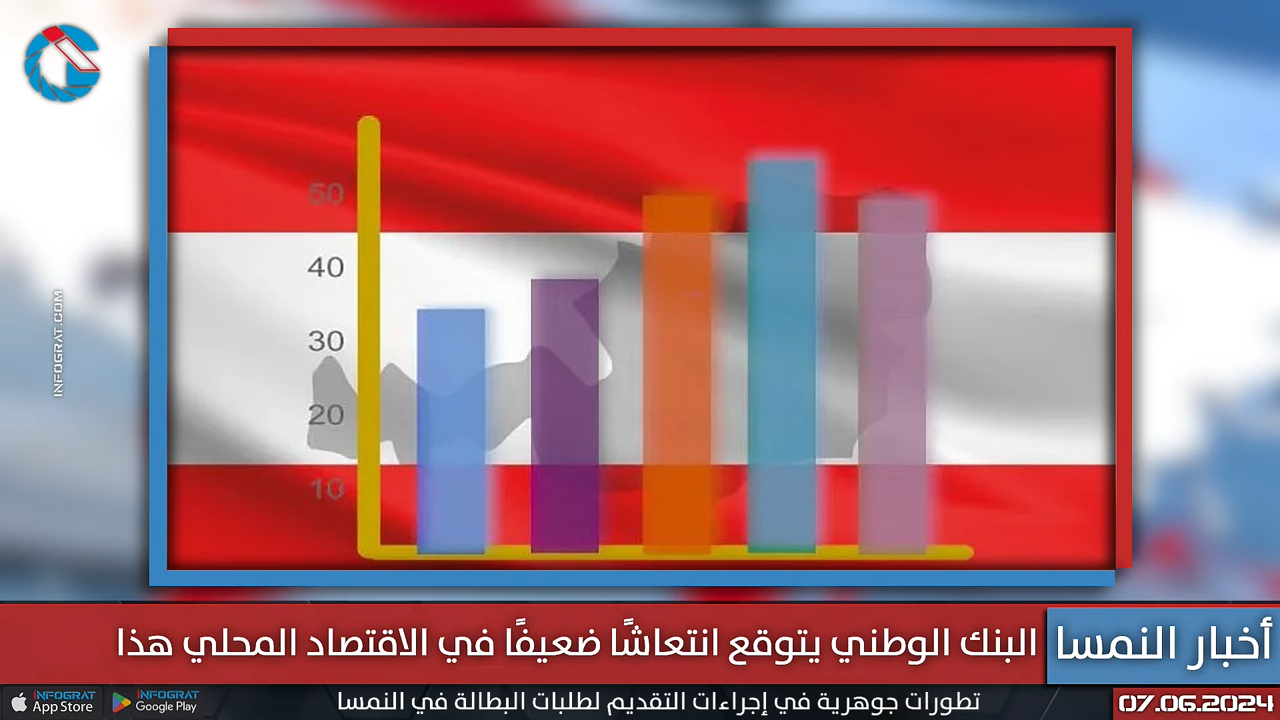 50
40
30
20
10
INFOGRAT.COM
أخبار النمسا
البنك الوطني يتوقع انتعاشًا ضعيفًا في الاقتصاد المحلي هذا
07.06.2024
تطورات جوهرية في إجراءات التقديم لطلبات البطالة في النمسا
INFOGRAT
App Store
INFOGRAT
Google Play